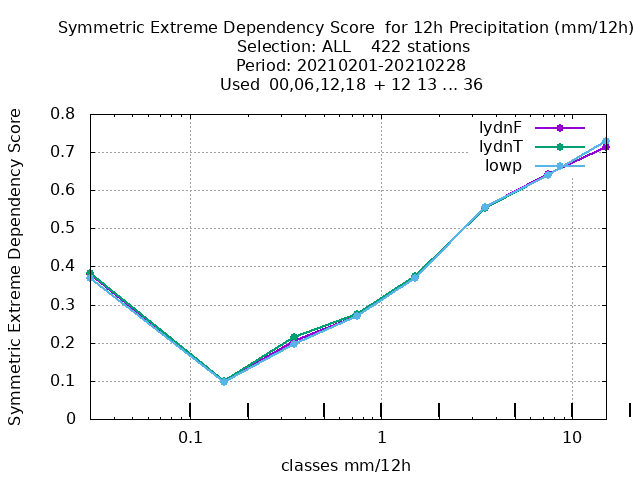 Symmetric Extreme Dependency Score  for 12h Precipitation (mm/12h)
Selection: ALL    422 stations
Period: 20210201-20210228
Used  00,06,12,18  + 12 13 ... 36
Symmetric Extreme Dependency Score
0.8
0.7
0.6
0.5
0.4
0.3
0.2
0.1
0
lydnF
lydnT
lowp
0.1
1
10
classes mm/12h